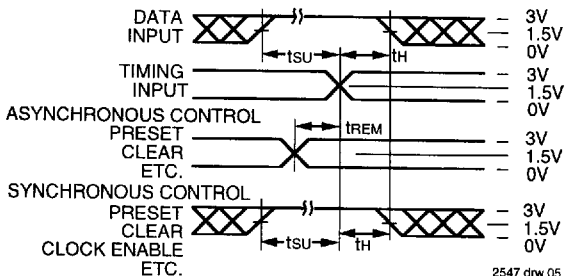 DATA
INPUT
3V
1.5V
0V
tSU
tH
TIMING
INPUT
3V
1.5V
0V
ASYNCHRONOUS CONTROL
PRESET
CLEAR
ETC.
tREM
3V
1.5V
0V
SYNCHRONOUS CONTROL
PRESET
CLEAR
CLOCK ENABLE
ETC.
tSU
tH
3V
1.5V
0V
2547 drw 05